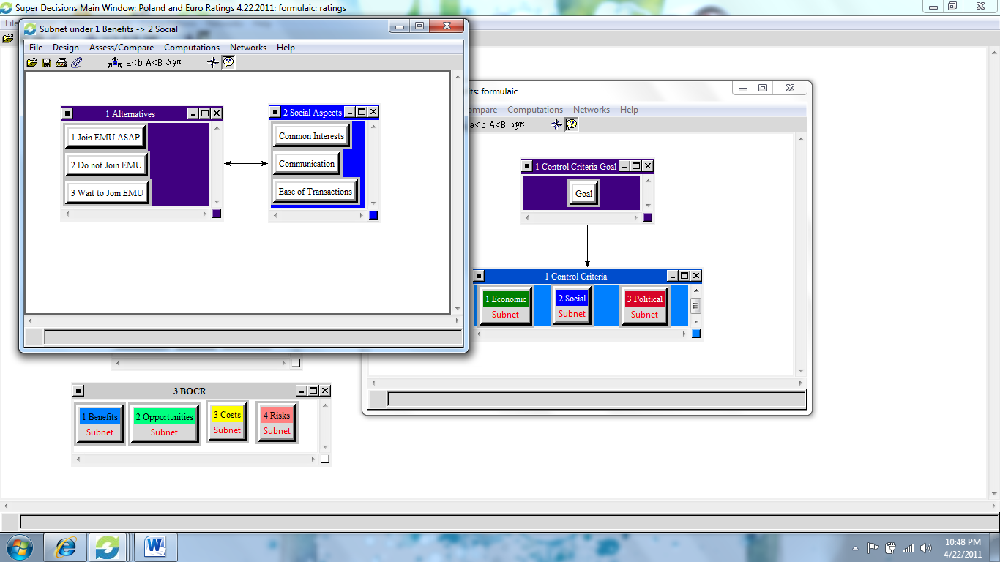 Super Decisions Main Window: Poland and Euro Ratings 4.22.2011: formulaic: ratings
File
Subnet under 1 Benefits -> 2 Social
File Design Assess/Compare Computations Networks Help
a<b A<B Syn
1 Alternatives
1 Join EMU ASAP
2 Do not Join EMU
3 Wait to Join EMU
2 Social Aspects
Common Interests
Communication
Ease of Transactions
ts: formulaic
ompare Computations Networks Help
a<b A<B Syn
1 Control Criteria Goal
Goal
1 Control Criteria
1 Economic
Subnet
2 Social
Subnet
3 Political
Subnet
3 BOCR
1 Benefits
Subnet
2 Opportunities
Subnet
3 Costs
Subnet
4 Risks
Subnet
10:48 PM
4/22/2011